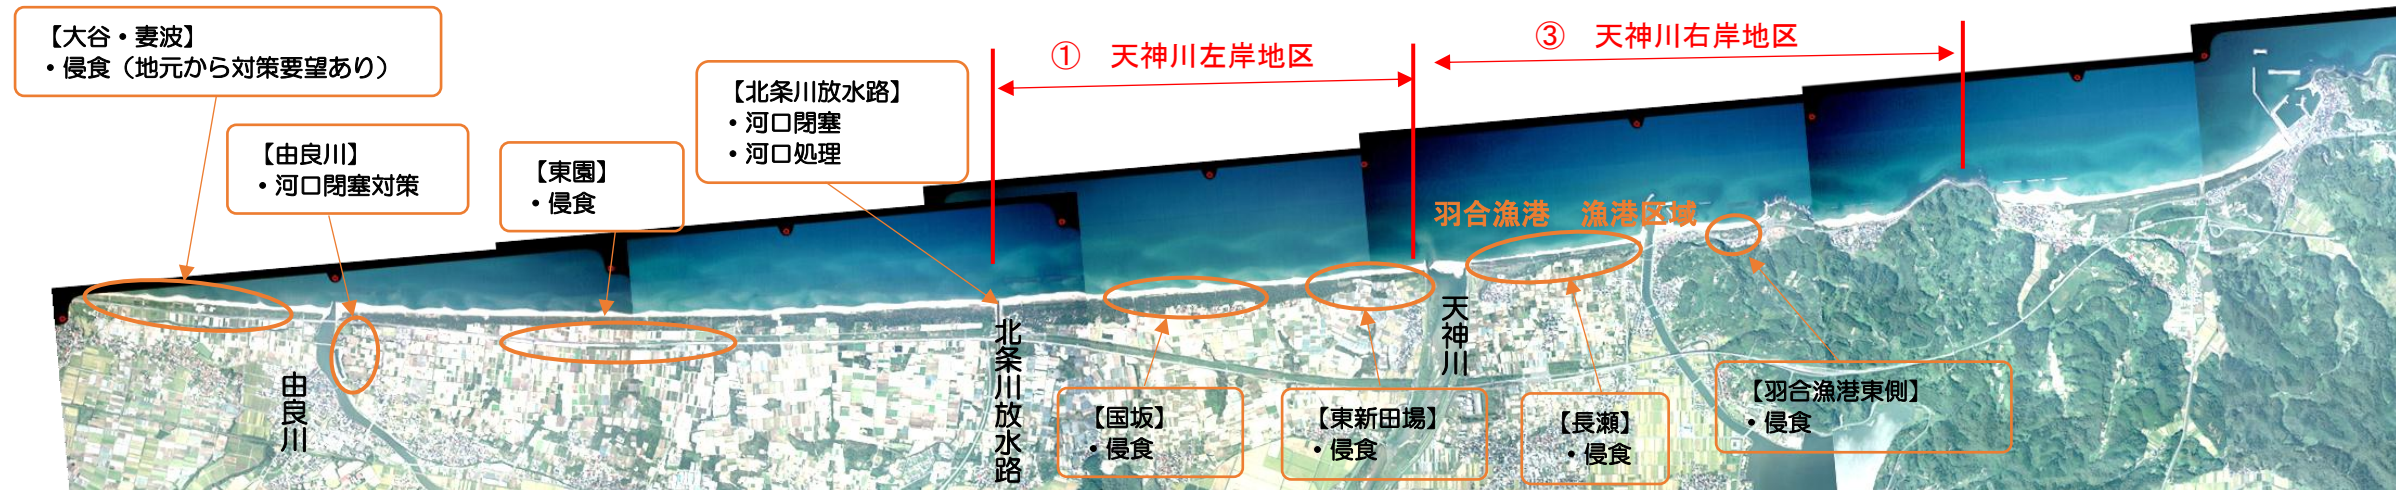 【大谷・妻波】
・侵食（地元から対策要望あり）
【由良川】
・河口閉塞対策
【東園】
・侵食
【北条川放水路】
・河口閉塞
・河口処理
① 天神川左岸地区
③ 天神川右岸地区
羽合漁港 漁港区域
由良川
北条川放水路
天神川
【国坂】
・侵食
【東新田場】
・侵食
【長瀬】
・侵食
【羽合漁港東側】
・侵食